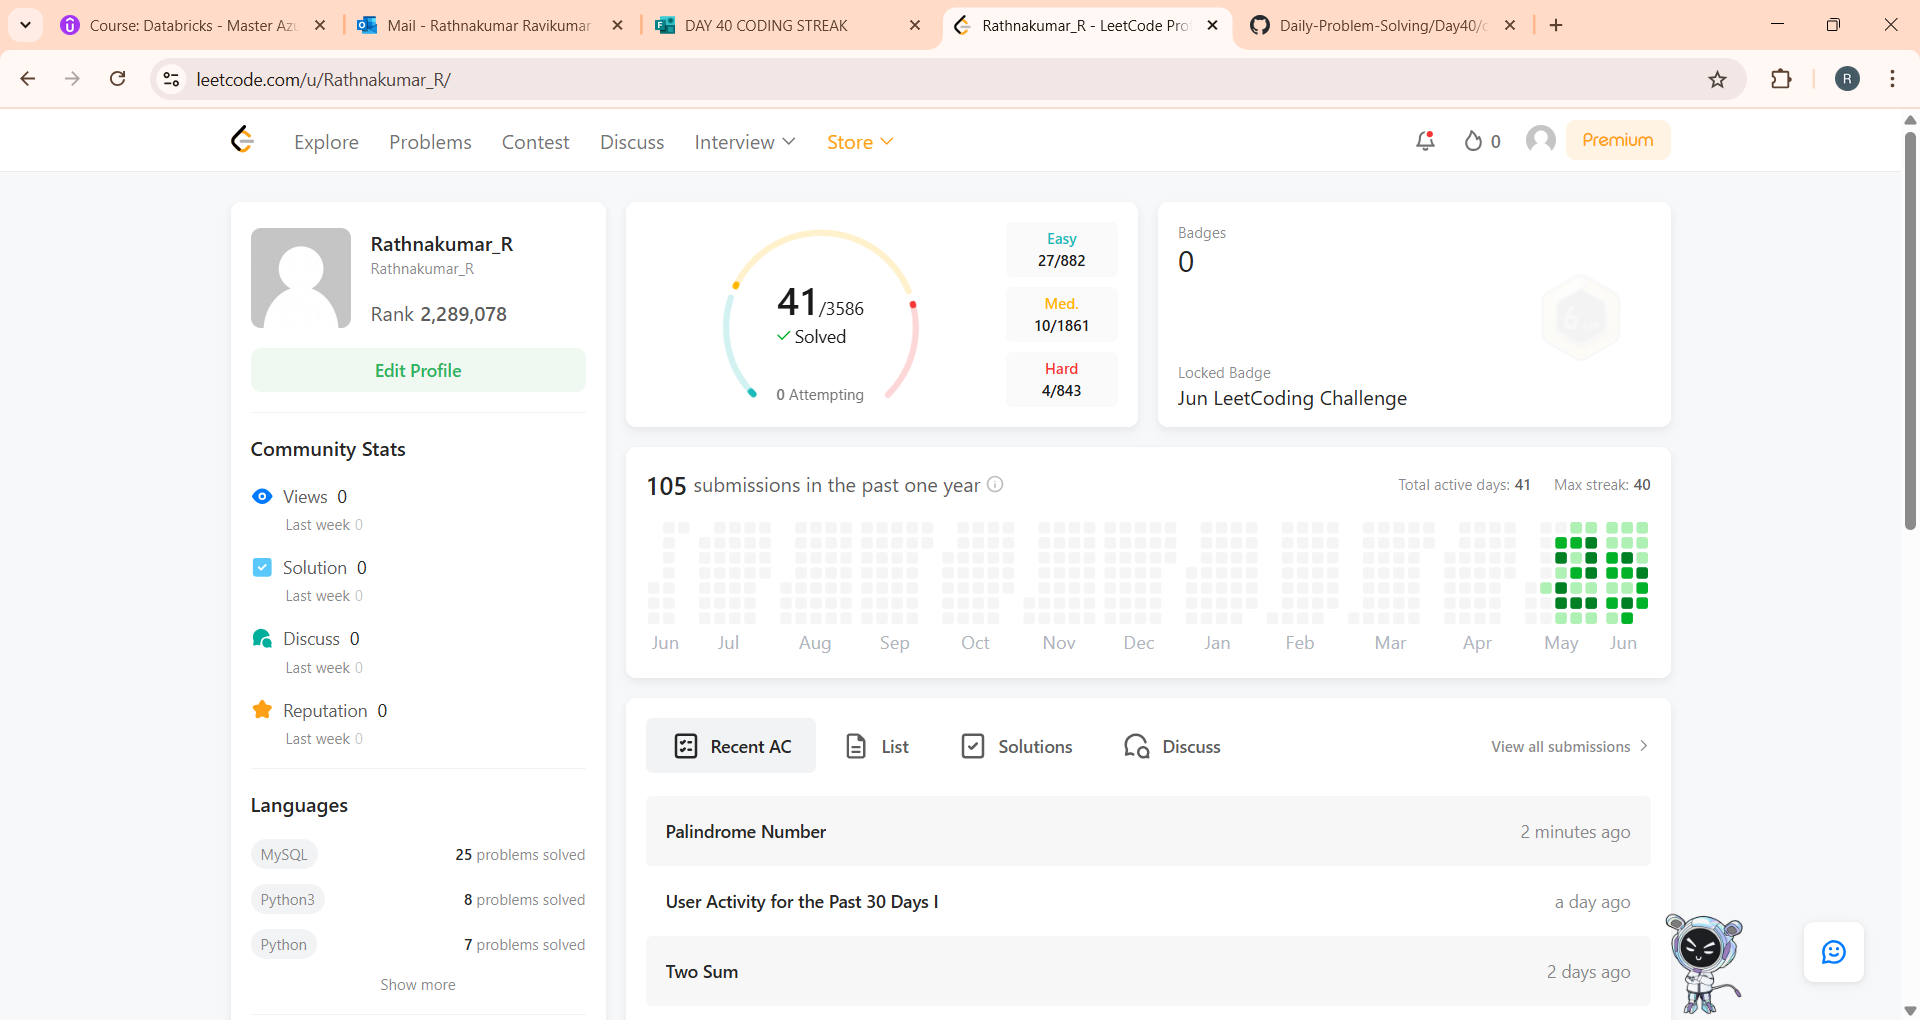 Course: Databricks - Master Az
Mail - Rathnakumar Ravikumar
DAY 40 CODING STREAK
Rathnakumar_R - LeetCode Pro
Daily-Problem-Solving/Day40/
leetcode.com/u/Rathnakumar_R/
R
Explore
Problems
Contest
Discuss
Interview
Store
0
Premium
Rathnakumar_R
Rathnakumar_R
Rank 2,289,078
Edit Profile
Community Stats
Views 0
Last week 0
Solution 0
Last week 0
Discuss 0
Last week 0
Reputation 0
Last week 0
Languages
MySQL
25 problems solved
Python3
8 problems solved
Python
7 problems solved
Show more
41/3586
Solved
0 Attempting
Easy
27/882
Med.
10/1861
Hard
4/843
Badges
0
Locked Badge
Jun LeetCoding Challenge
105 submissions in the past one year
Total active days: 41
Max streak: 40
Jun
Jul
Aug
Sep
Oct
Nov
Dec
Jan
Feb
Mar
Apr
May
Jun
Recent AC
List
Solutions
Discuss
View all submissions
Palindrome Number
2 minutes ago
User Activity for the Past 30 Days I
a day ago
Two Sum
2 days ago